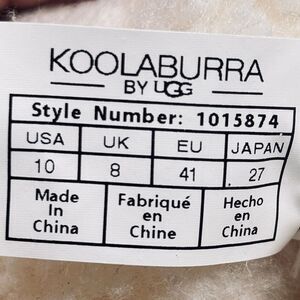 KOOLABURRA
BY UGG
Style Number: 1015874
USA UK EU JAPAN
10 8 41 27
Made Fabriqué Hecho
In en en
China Chine China